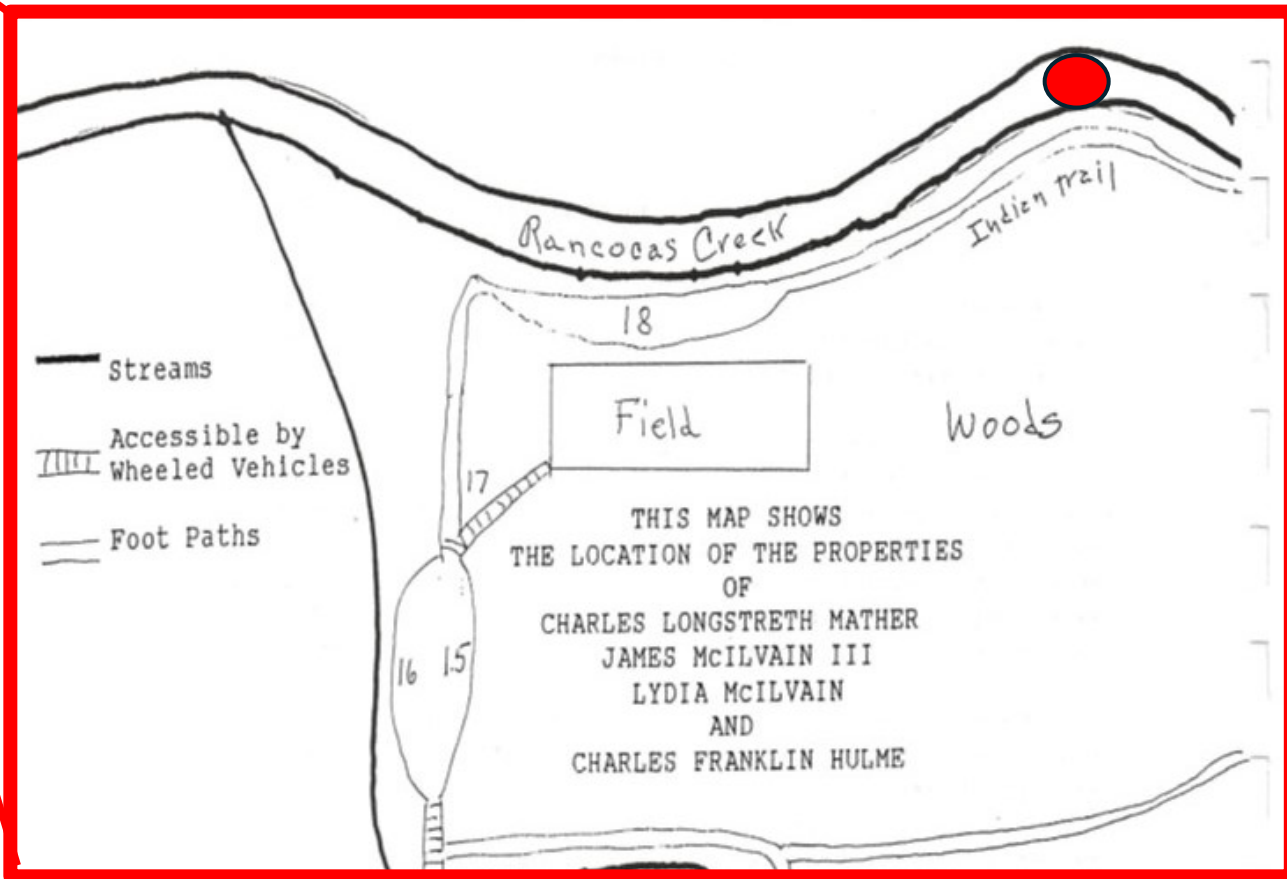 Rancocas Creek
Indian trail
18
Streams
Field
Woods
Accessible by
Wheeled Vehicles
17
THIS MAP SHOWS
Foot Paths
THE LOCATION OF THE PROPERTIES
OF
CHARLES LONGSTRETH MATHER
16
15
JAMES McILVAIN III
LYDIA McILVAIN
AND
CHARLES FRANKLIN HULME